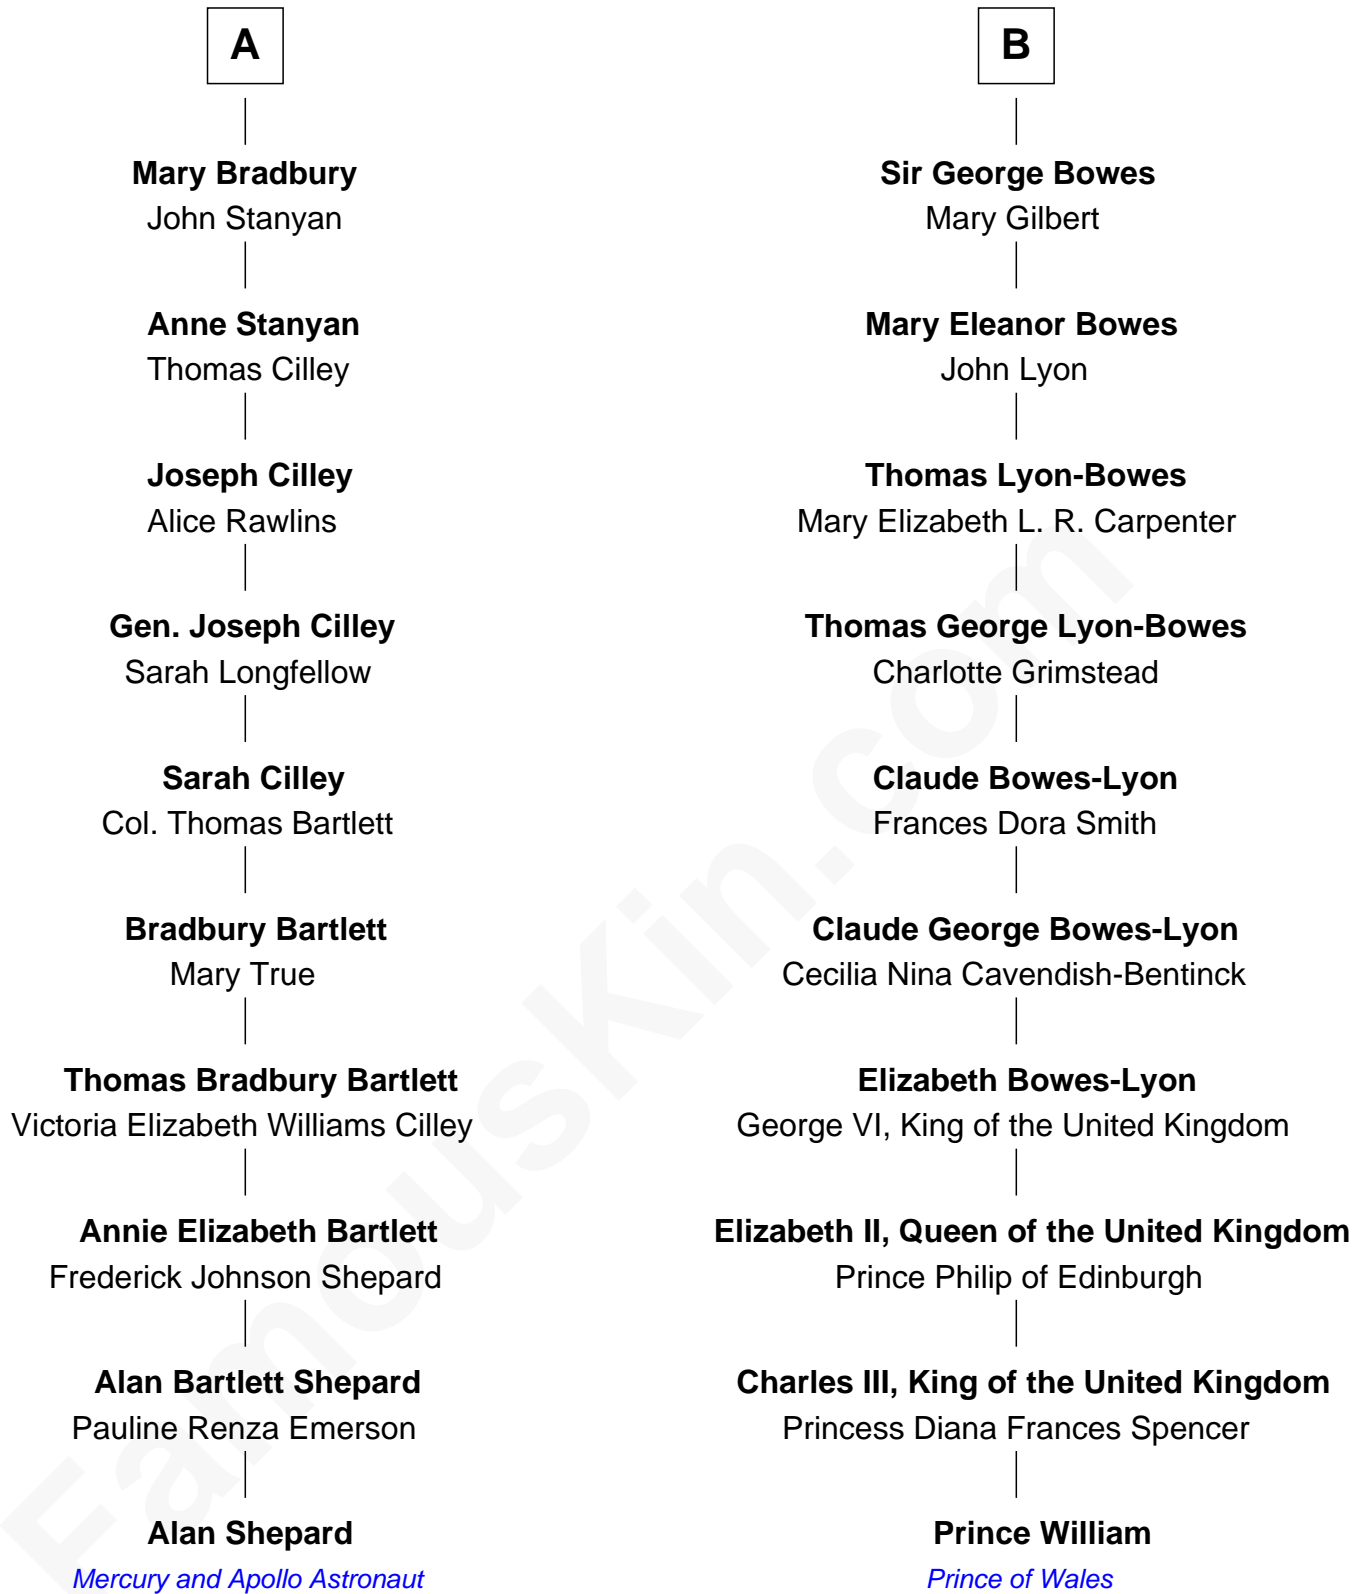 A
Mary Bradbury
John Stanyan
Anne Stanyan
Thomas Cilley
Joseph Cilley
Alice Rawlins
Gen. Joseph Cilley
Sarah Longfellow
Sarah Cilley
Col. Thomas Bartlett
Bradbury Bartlett
Mary True
Thomas Bradbury Bartlett
Victoria Elizabeth Williams Cilley
Annie Elizabeth Bartlett
Frederick Johnson Shepard
Alan Bartlett Shepard
Pauline Renza Emerson
Alan Shepard
Mercury and Apollo Astronaut
B
Sir George Bowes
Mary Gilbert
Mary Eleanor Bowes
John Lyon
Thomas Lyon-Bowes
Mary Elizabeth L. R. Carpenter
Thomas George Lyon-Bowes
Charlotte Grimstead
Claude Bowes-Lyon
Frances Dora Smith
Claude George Bowes-Lyon
Cecilia Nina Cavendish-Bentinck
Elizabeth Bowes-Lyon
George VI, King of the United Kingdom
Elizabeth II, Queen of the United Kingdom
Prince Philip of Edinburgh
Charles III, King of the United Kingdom
Princess Diana Frances Spencer
Prince William
Prince of Wales
FamousKin.com